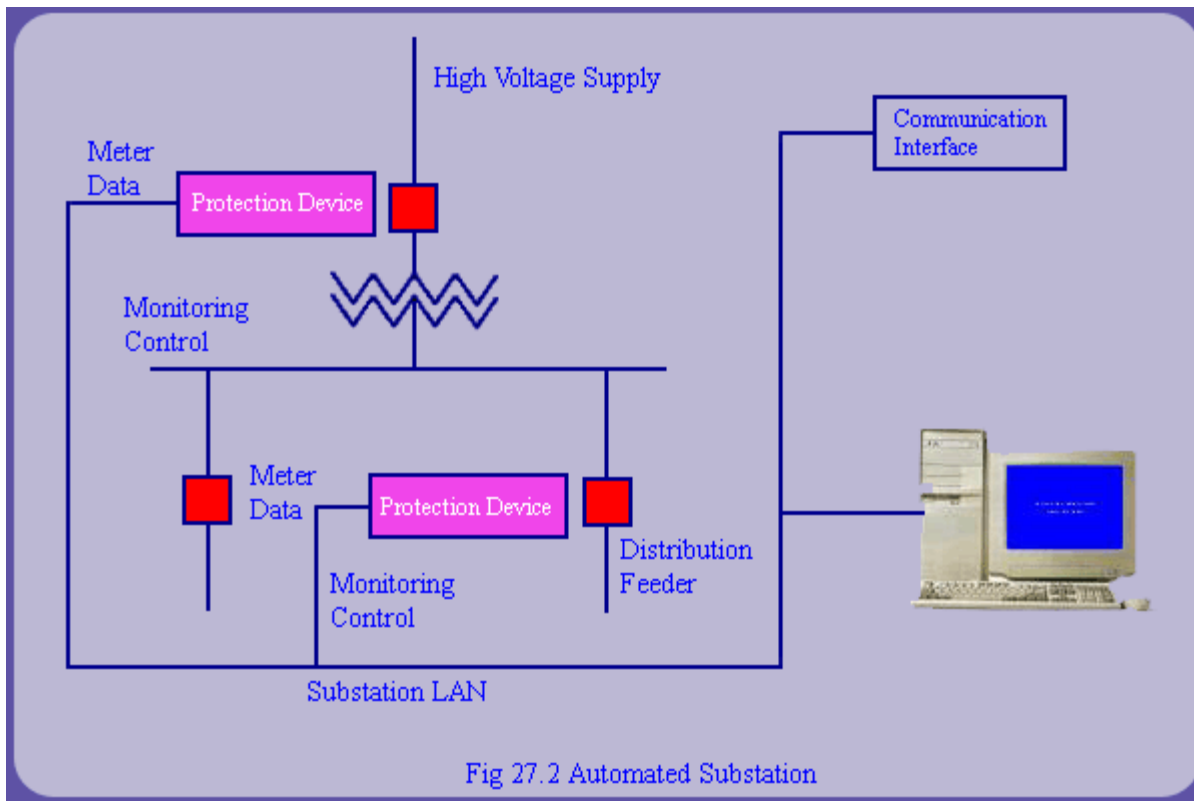 High Voltage Supply
Communication
Interface
Meter
Data
Protection Device
Monitoring
Control
Meter
Data
Protection Device
Distribution
Feeder
Monitoring
Control
Substation LAN
Fig 27.2 Automated Substation